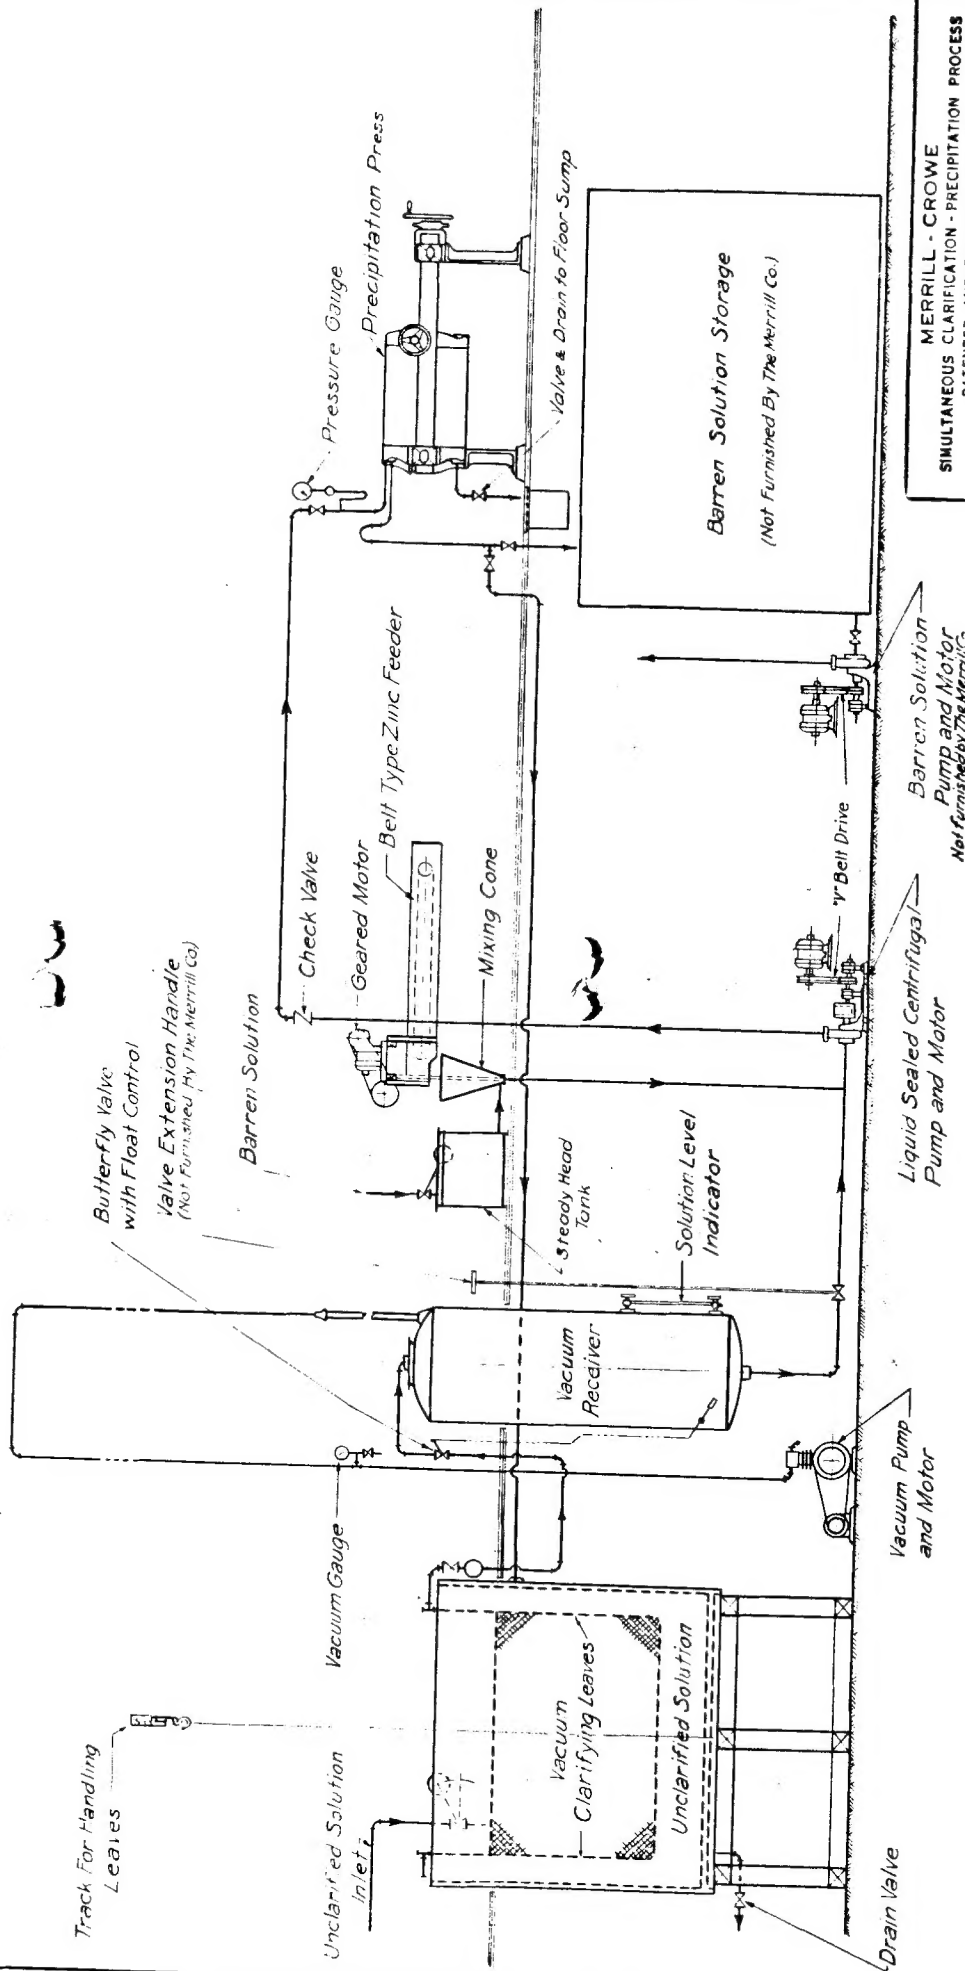 Track For Handling
Leaves
Unclarified Solution
Inlet
Vacuum Gauge
Butterfly Valve
with Float Control
Valve Extension Handle
(Not Furnished By The Merrill Co)
Barren Solution
Check Valve
Geared Motor
Belt Type Zinc Feeder
Mixing Cone
Pressure Gauge
Precipitation Press
Valve & Drain to Floor Sump
Steady Head
Tank
Solution Level
Indicator
Vacuum
Receiver
Vacuum
Clarifying Leaves
Unclarified Solution
Barren Solution Storage
(Not Furnished By The Merrill Co.)
"V" Belt Drive
Drain Valve
Vacuum Pump
and Motor
Liquid Sealed Centrifugal
Pump and Motor
Barren Solution
Pump and Motor
Not Furnished by The Merrill Co
MERRILL - CROWE
SIMULTANEOUS CLARIFICATION - PRECIPITATION PROCESS